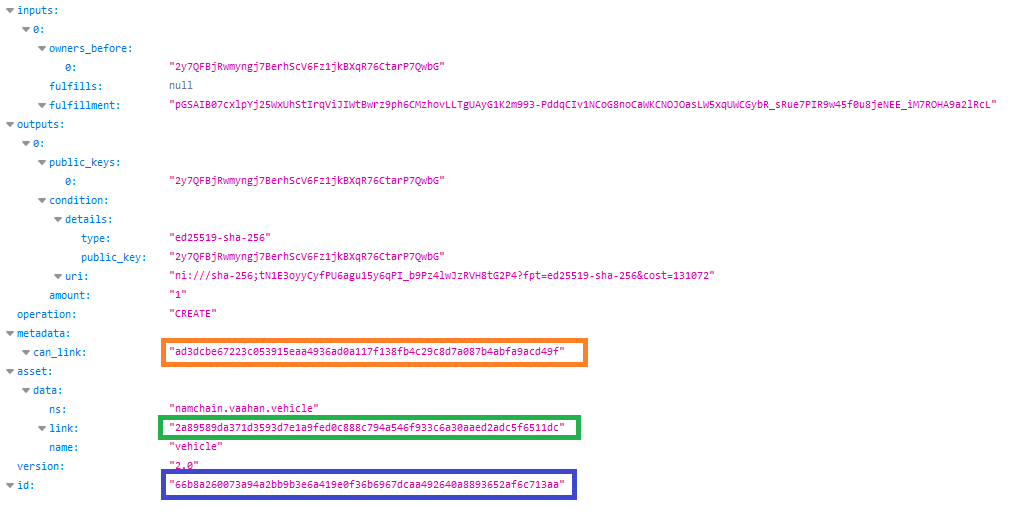 inputs:
0:
owners_before:
0: "2y7QFBjRwmyngj7BerhScV6Fz1jkBXqR76CtarP7QwbG"
fulfills: null
fulfillment: "pGSAIB07cxlpYj25WxUhStIrqViJIWtBwrz9ph6CMzhovLLTgUAyG1K2m993-PddqCIv1NCoG8noCaWKCNOJOasLW5xqUWCGybR_sRue7PIR9w45f0u8jeNEE_iM7ROHA9a2lRcL"
outputs:
0:
public_keys:
0: "2y7QFBjRwmyngj7BerhScV6Fz1jkBXqR76CtarP7QwbG"
condition:
details:
type: "ed25519-sha-256"
public_key: "2y7QFBjRwmyngj7BerhScV6Fz1jkBXqR76CtarP7QwbG"
uri: "ni:///sha-256;tN1E3oyyCyfPU6agu15y6qPI_b9Pz4lwJzRVH8tG2P4?fpt=ed25519-sha-256&cost=131072"
amount: "1"
operation: "CREATE"
metadata:
can_link: "ad3dcbe67223c053915eaa4936ad0a117f138fb4c29c8d7a087b4abfa9acd49f"
asset:
data:
ns: "namchain.vaahan.vehicle"
link: "2a89589da371d3593d7e1a9fed0c888c794a546f933c6a30aaed2adc5f6511dc"
name: "vehicle"
version: "2.0"
id: "66b8a260073a94a2bb9b3e6a419e0f36b6967dcaa492640a8893652af6c713aa"